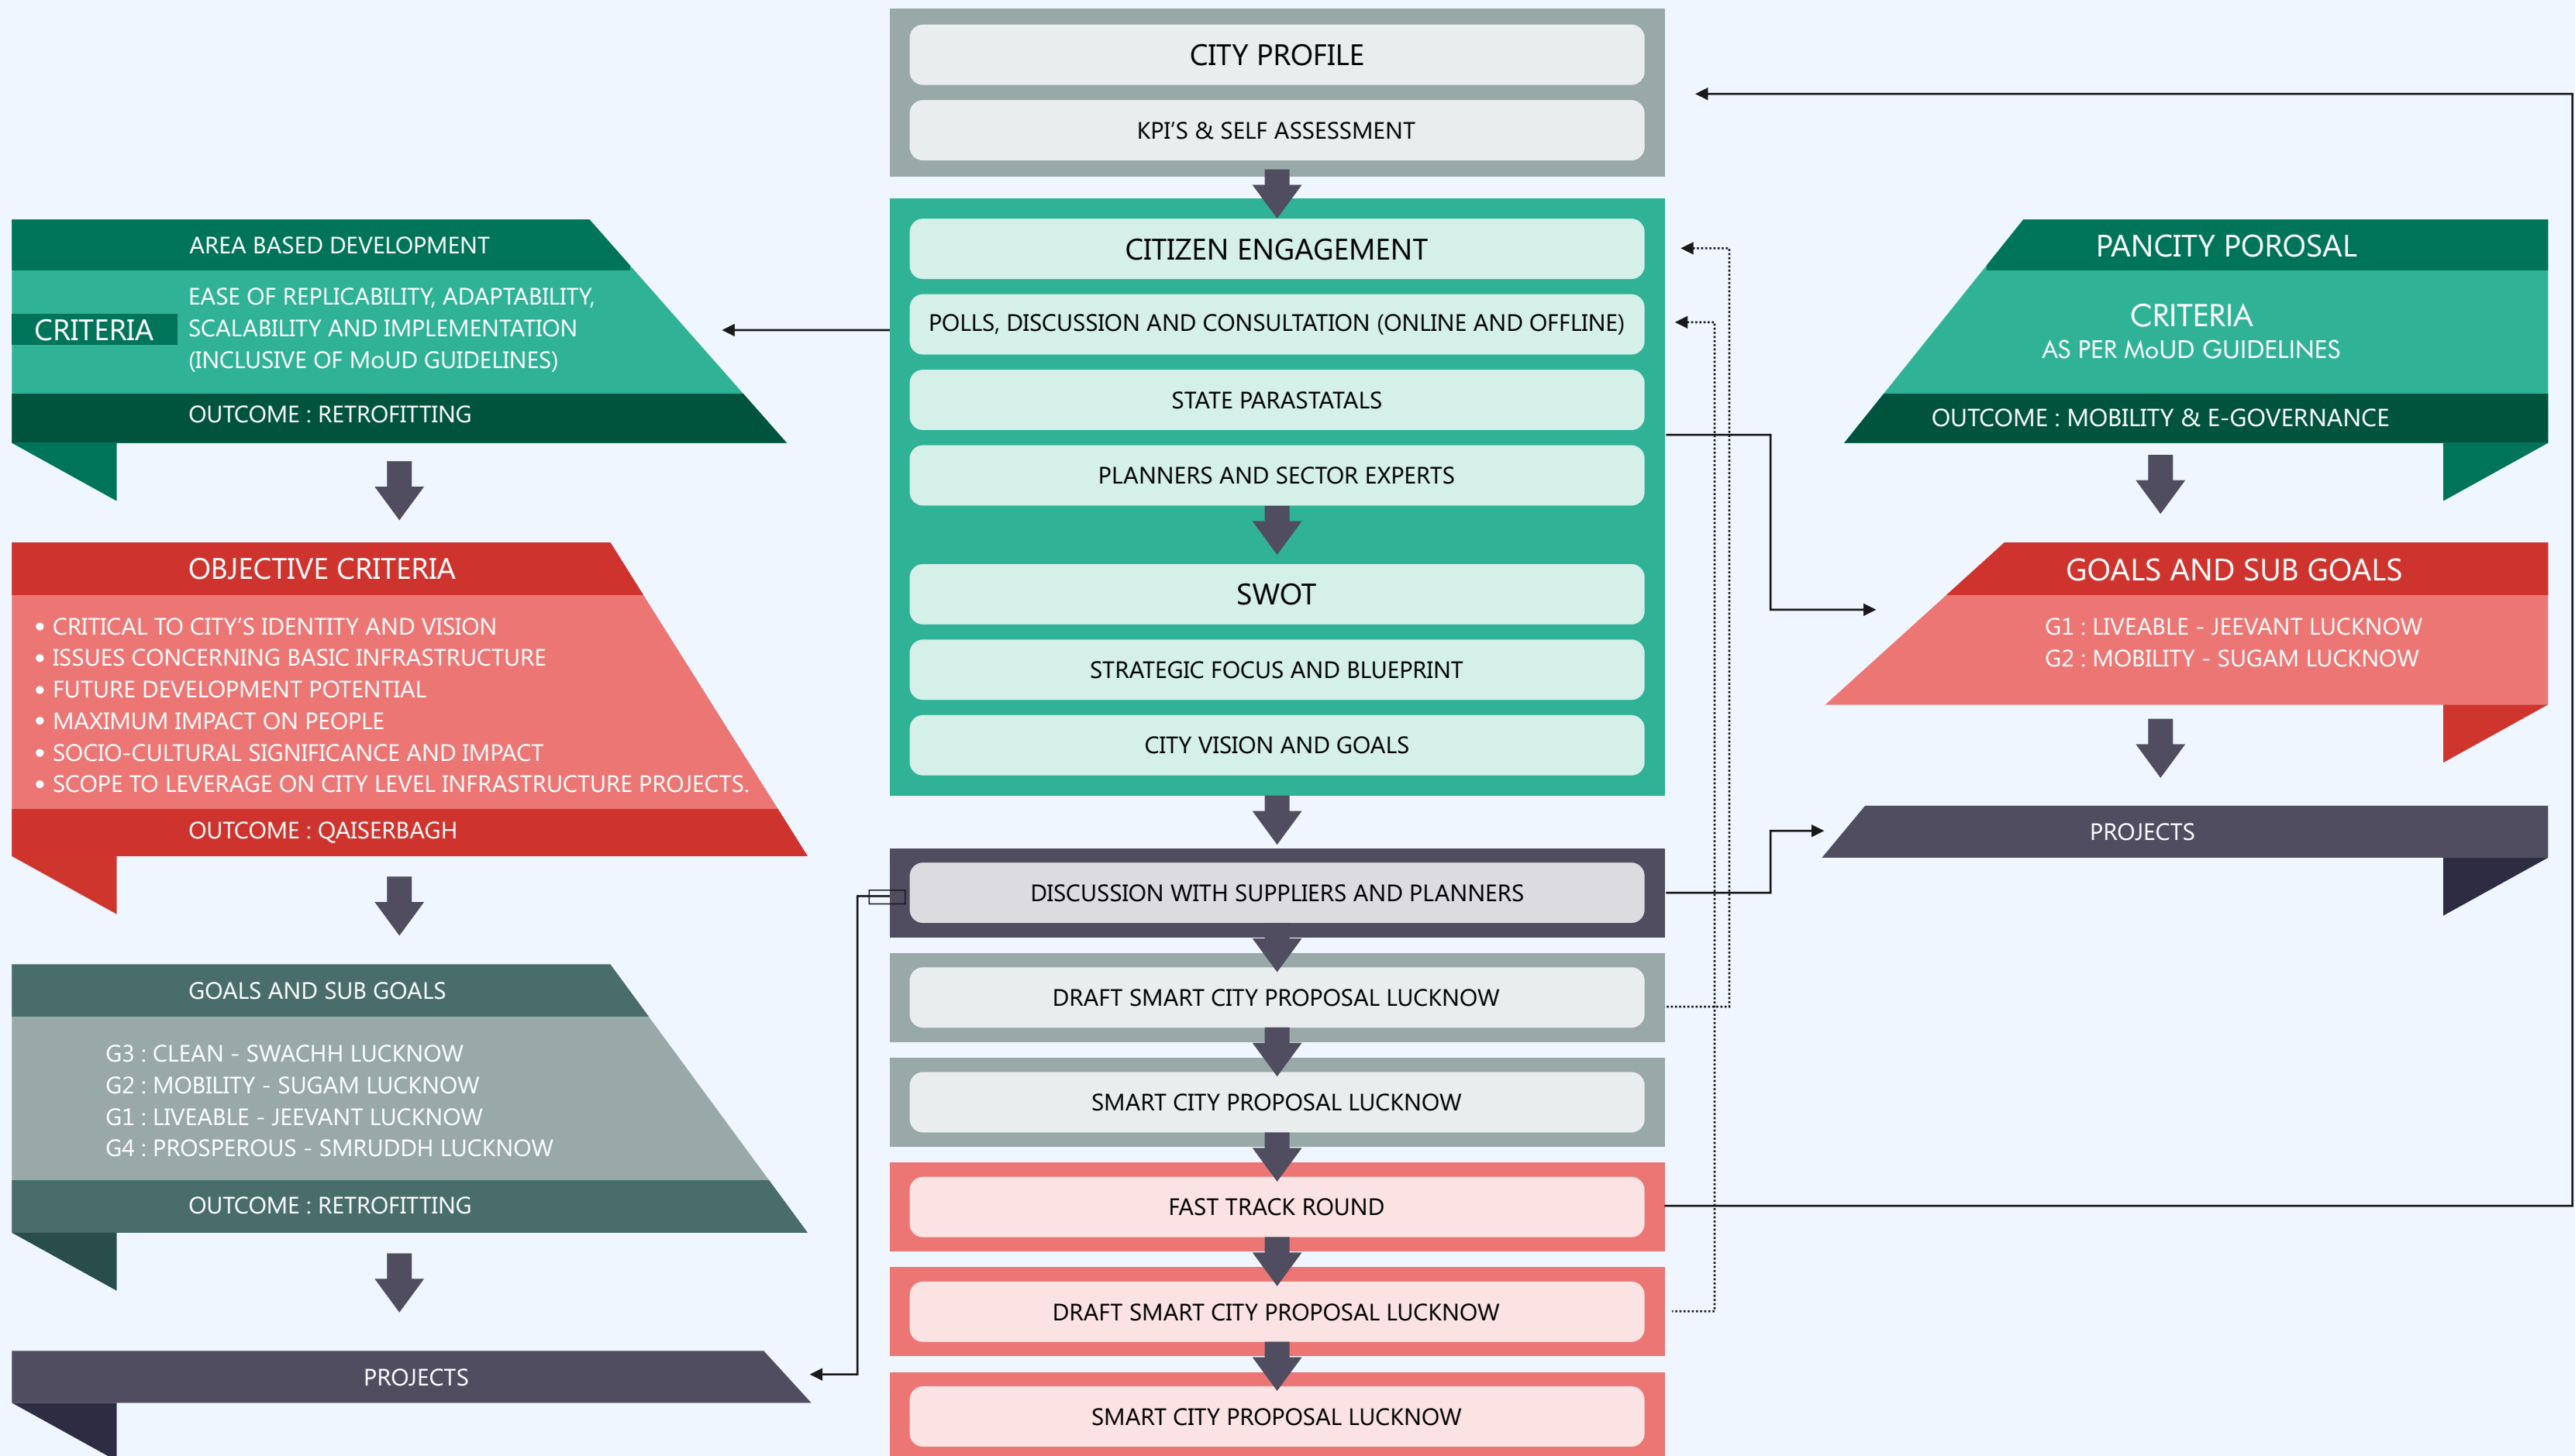 CITY PROFILE
KPI'S & SELF ASSESSMENT
CITIZEN ENGAGEMENT
POLLS, DISCUSSION AND CONSULTATION (ONLINE AND OFFLINE)
STATE PARASTATALS
PLANNERS AND SECTOR EXPERTS
SWOT
STRATEGIC FOCUS AND BLUEPRINT
CITY VISION AND GOALS
DISCUSSION WITH SUPPLIERS AND PLANNERS
DRAFT SMART CITY PROPOSAL LUCKNOW
SMART CITY PROPOSAL LUCKNOW
FAST TRACK ROUND
DRAFT SMART CITY PROPOSAL LUCKNOW
SMART CITY PROPOSAL LUCKNOW
AREA BASED DEVELOPMENT
CRITERIA
EASE OF REPLICABILITY, ADAPTABILITY,
SCALABILITY AND IMPLEMENTATION
(INCLUSIVE OF MoUD GUIDELINES)
OUTCOME : RETROFITTING
OBJECTIVE CRITERIA
• CRITICAL TO CITY'S IDENTITY AND VISION
• ISSUES CONCERNING BASIC INFRASTRUCTURE
• FUTURE DEVELOPMENT POTENTIAL
• MAXIMUM IMPACT ON PEOPLE
• SOCIO-CULTURAL SIGNIFICANCE AND IMPACT
• SCOPE TO LEVERAGE ON CITY LEVEL INFRASTRUCTURE PROJECTS.
OUTCOME : QAISERBAGH
GOALS AND SUB GOALS
G3 : CLEAN - SWACHH LUCKNOW
G2 : MOBILITY - SUGAM LUCKNOW
G1 : LIVEABLE - JEEVANT LUCKNOW
G4 : PROSPEROUS - SMRUDDH LUCKNOW
OUTCOME : RETROFITTING
PROJECTS
PANCITY POROSAL
CRITERIA
AS PER MoUD GUIDELINES
OUTCOME : MOBILITY & E-GOVERNANCE
GOALS AND SUB GOALS
G1 : LIVEABLE - JEEVANT LUCKNOW
G2 : MOBILITY - SUGAM LUCKNOW
PROJECTS